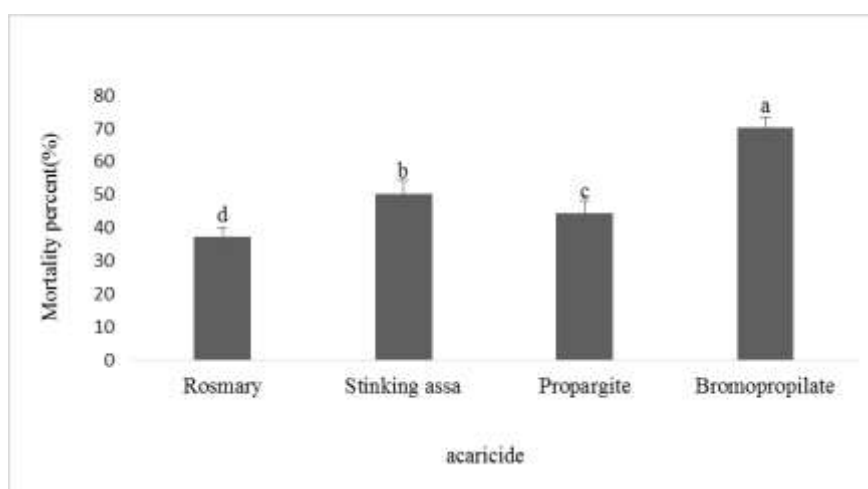 Mortality percent(%)
80
70
60
50
40
30
20
10
0
d
b
c
a
Rosmary
Stinking assa
Propargite
Bromopropilate
acaricide